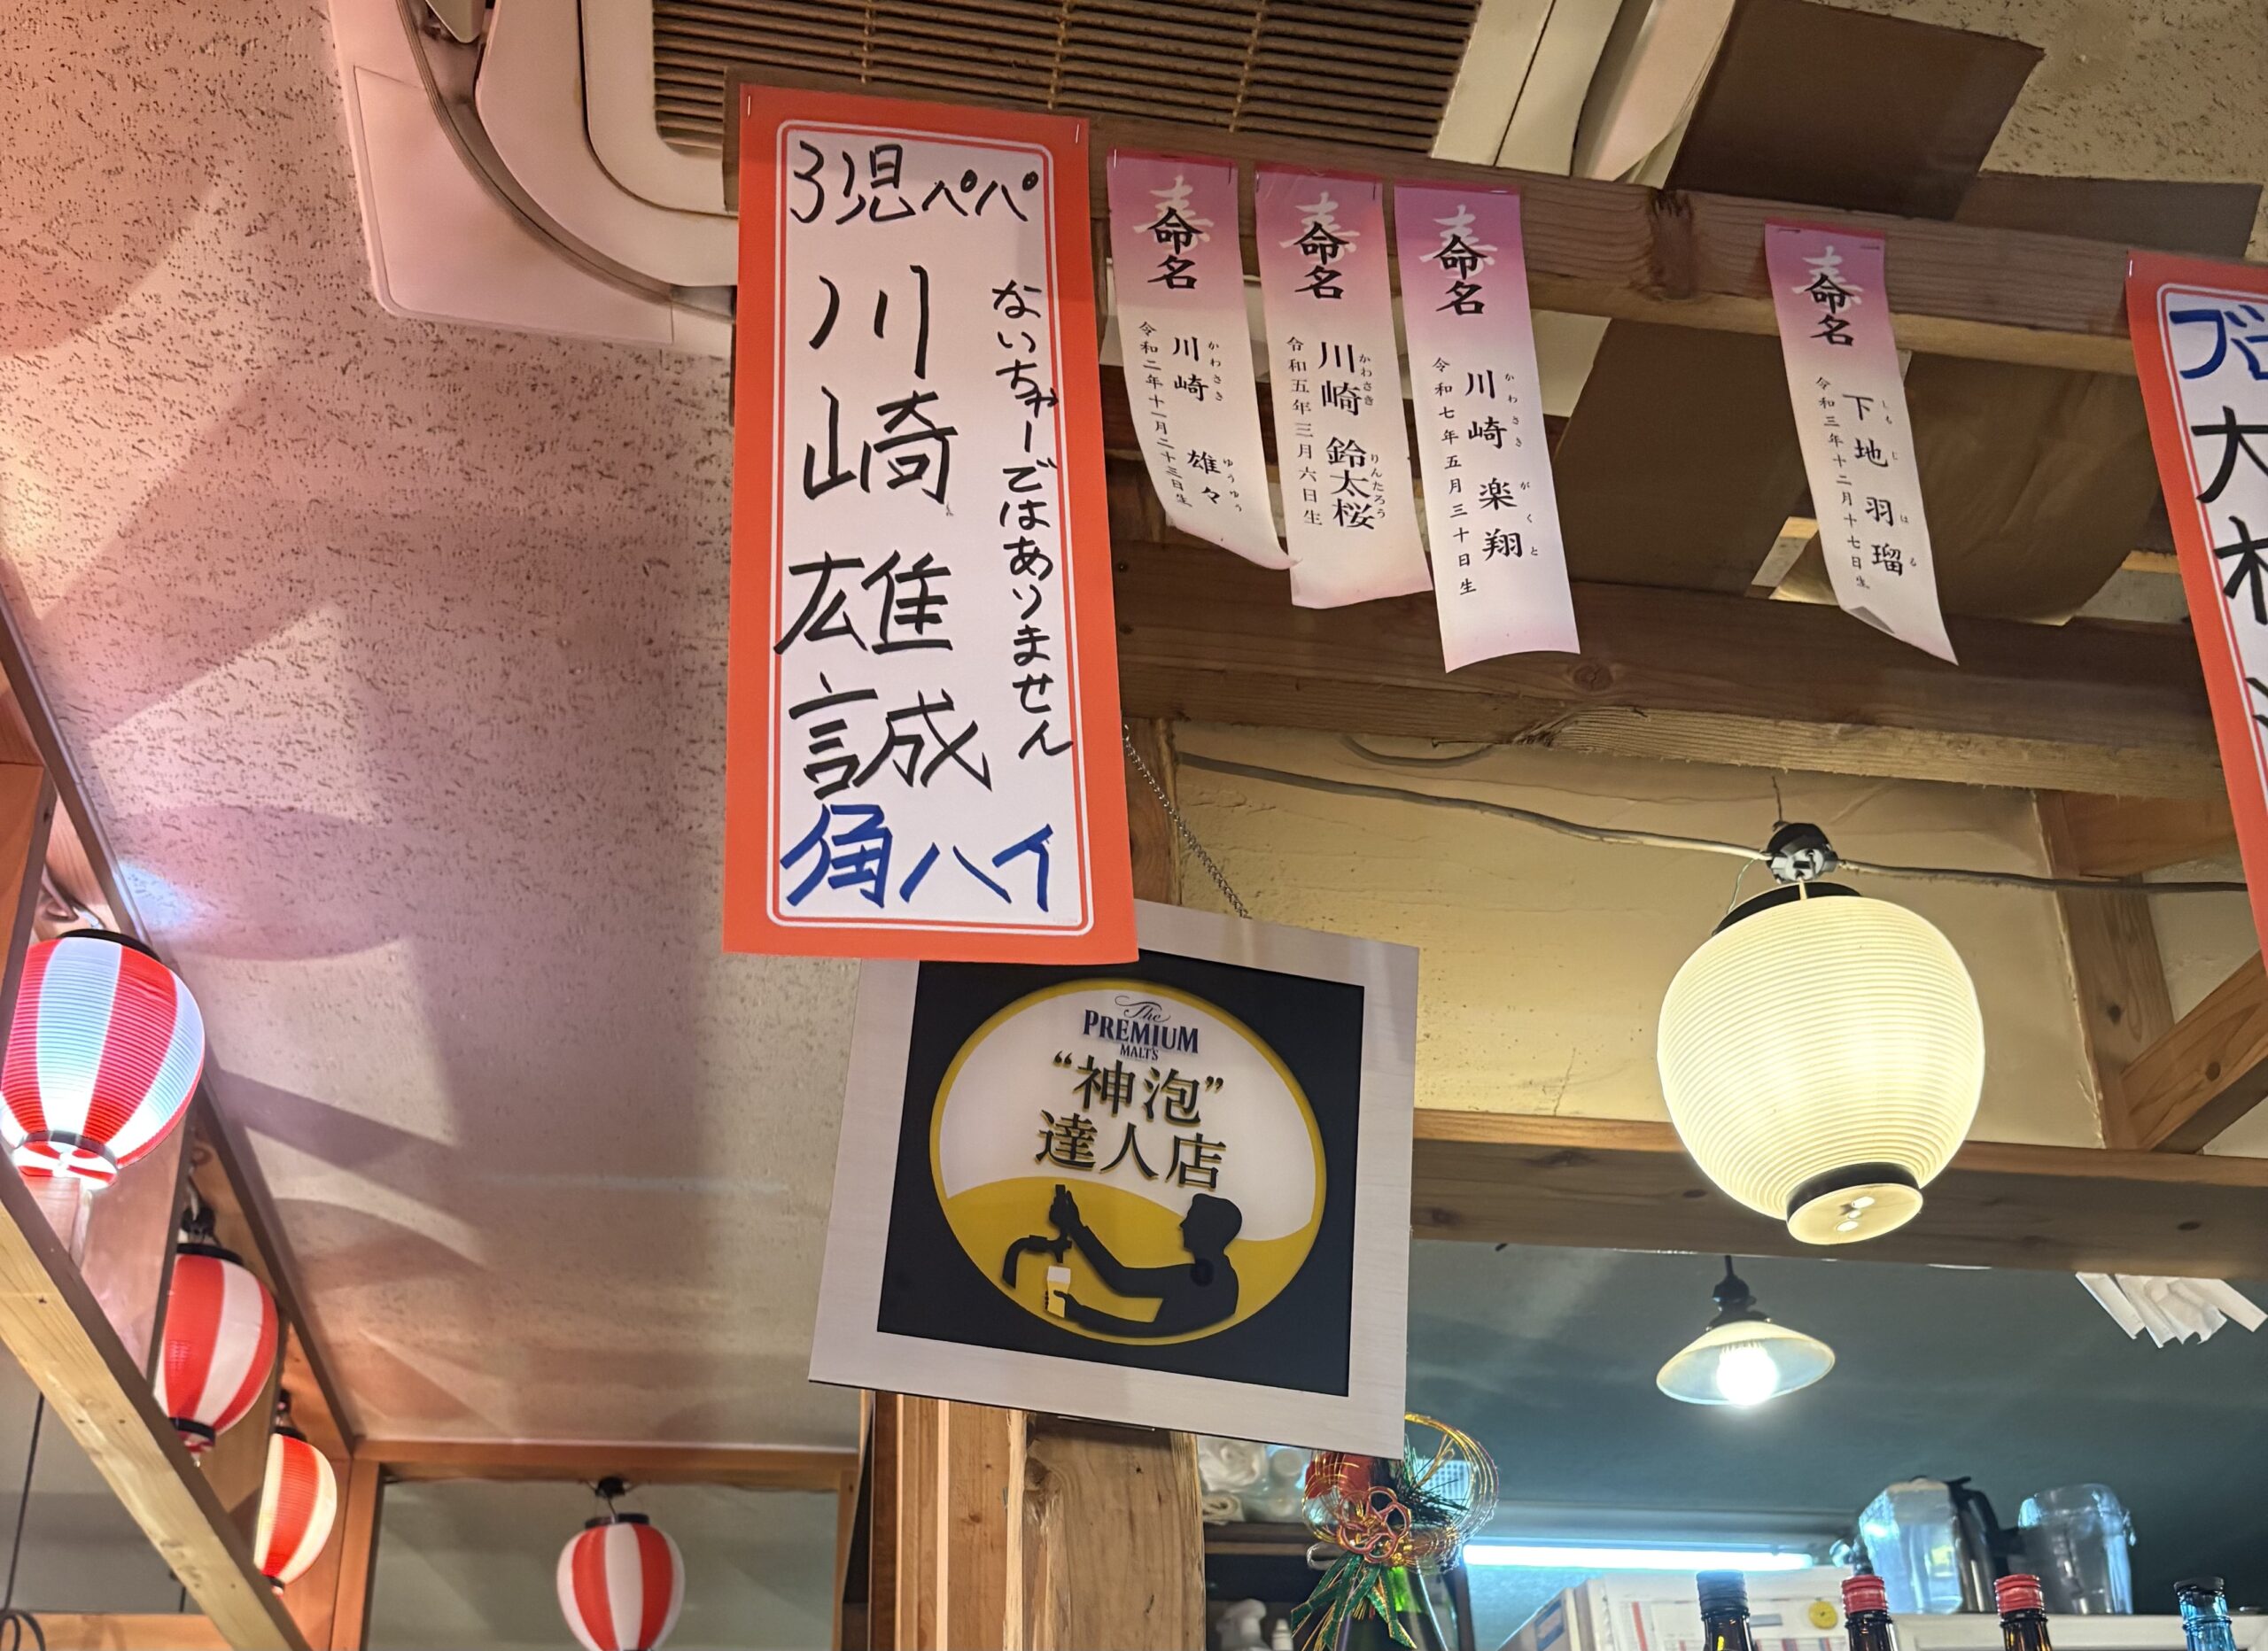 3児パパ
川崎雄誠
ないちゃーではありません
角ハイ
寿
命名
川崎 雄々
かわさき ゆうゆう
令和二年十一月二十三日生
寿
命名
川崎 鈴太桜
かわさき りんたろう
令和五年三月六日生
寿
命名
川崎 楽翔
かわさき がくと
令和七年五月三十日生
寿
命名
下地 羽瑠
しもじ はる
令和三年十二月十七日生
大
The PREMIUM MALT'S
“神泡”
達人店